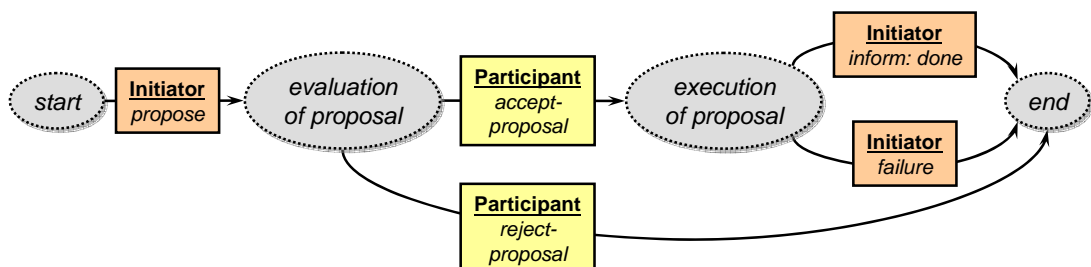 start
Initiator
propose
evaluation
of proposal
Participant
accept-
proposal
execution
of proposal
Initiator
inform: done
end
Initiator
failure
Participant
reject-
proposal